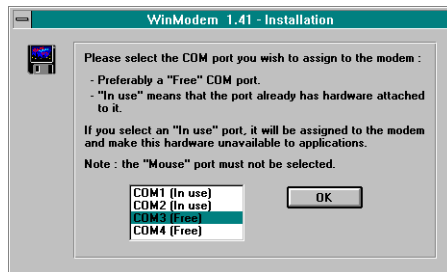 WinModem 1.41 - Installation
Please select the COM port you wish to assign to the modem :
- Preferably a "Free" COM port.
- "In use" means that the port already has hardware attached
to it.
If you select an "In use" port, it will be assigned to the modem
and make this hardware unavailable to applications.
Note : the "Mouse" port must not be selected.
COM1 (In use)
COM2 (In use)
COM3 (Free)
COM4 (Free)
OK